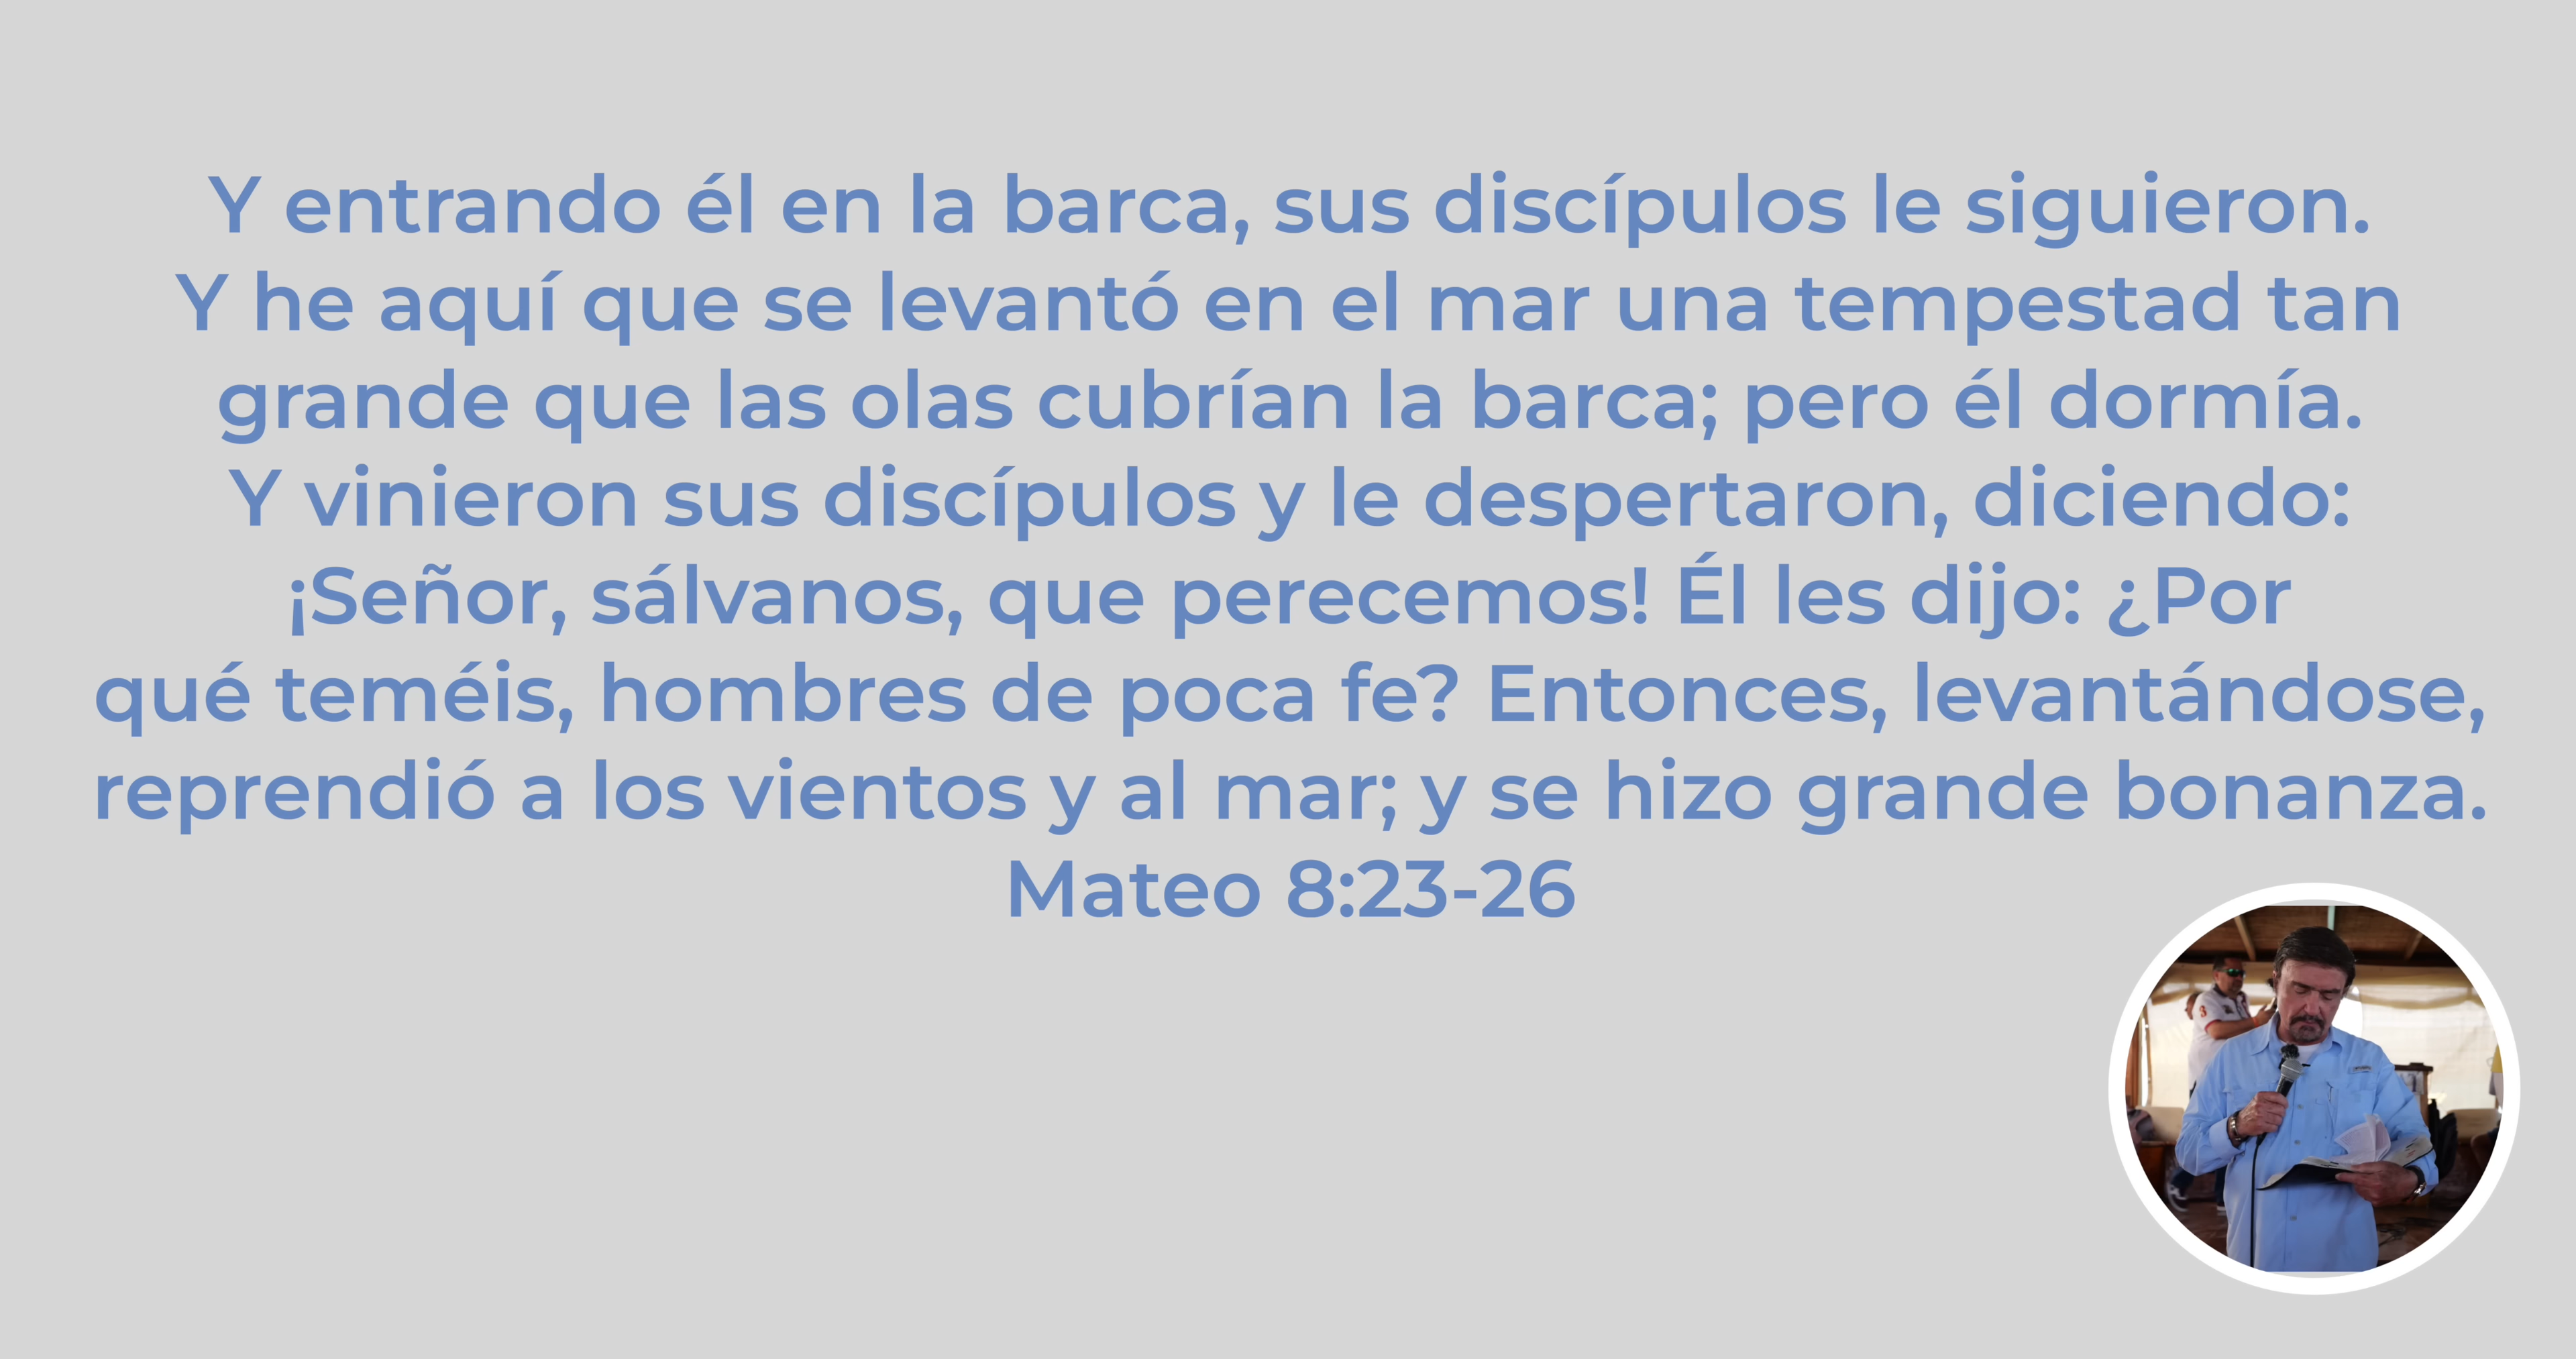 Y entrando él en la barca, sus discípulos le siguieron.
Y he aquí que se levantó en el mar una tempestad tan
grande que las olas cubrían la barca; pero él dormía.
Y vinieron sus discípulos y le despertaron, diciendo:
¡Señor, sálvanos, que perecemos! Él les dijo: ¿Por
qué teméis, hombres de poca fe? Entonces, levantándose,
reprendió a los vientos y al mar; y se hizo grande bonanza.
Mateo 8:23-26